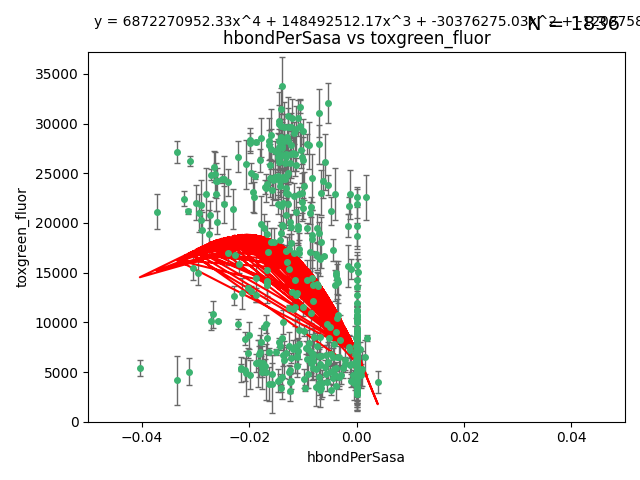 y = 6872270952.33x^4 + 148492512.17x^3 + -30376275.03x^2 +
N = 1836
hbondPerSasa vs toxgreen_fluor
35000
30000
25000
20000
15000
10000
5000
0
toxgreen_fluor
−0.04 −0.02 0.00 0.02 0.04
hbondPerSasa